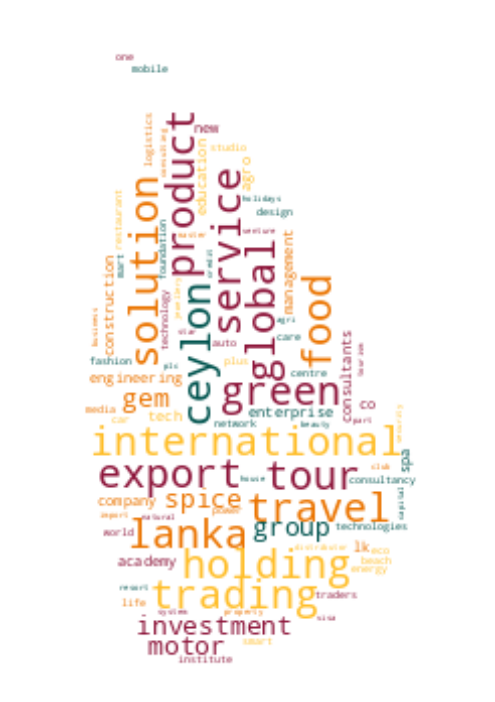 one
mobile
logistics
consulting
product
new
studio
education
agro
service
solution
holidays
design
restaurant
foundation
venture
master
management
global
construction
mart
credit
technology
food
ceylon
grocery
business
star
auto
agri
care
consultants
tourism
fashion
plc
plus
centre
engineering
green
gem
co
media
car
tech
enterprise
network
beauty
part
security
international
spa
club
export
tour
house
consultancy
company
spice
travel
capital
import
natural
power
world
lanka
group
technologies
academy
holding
distributor
lk
eco
beach
energy
resort
trading
traders
life
system
property
visa
investment
motor
smart
institute